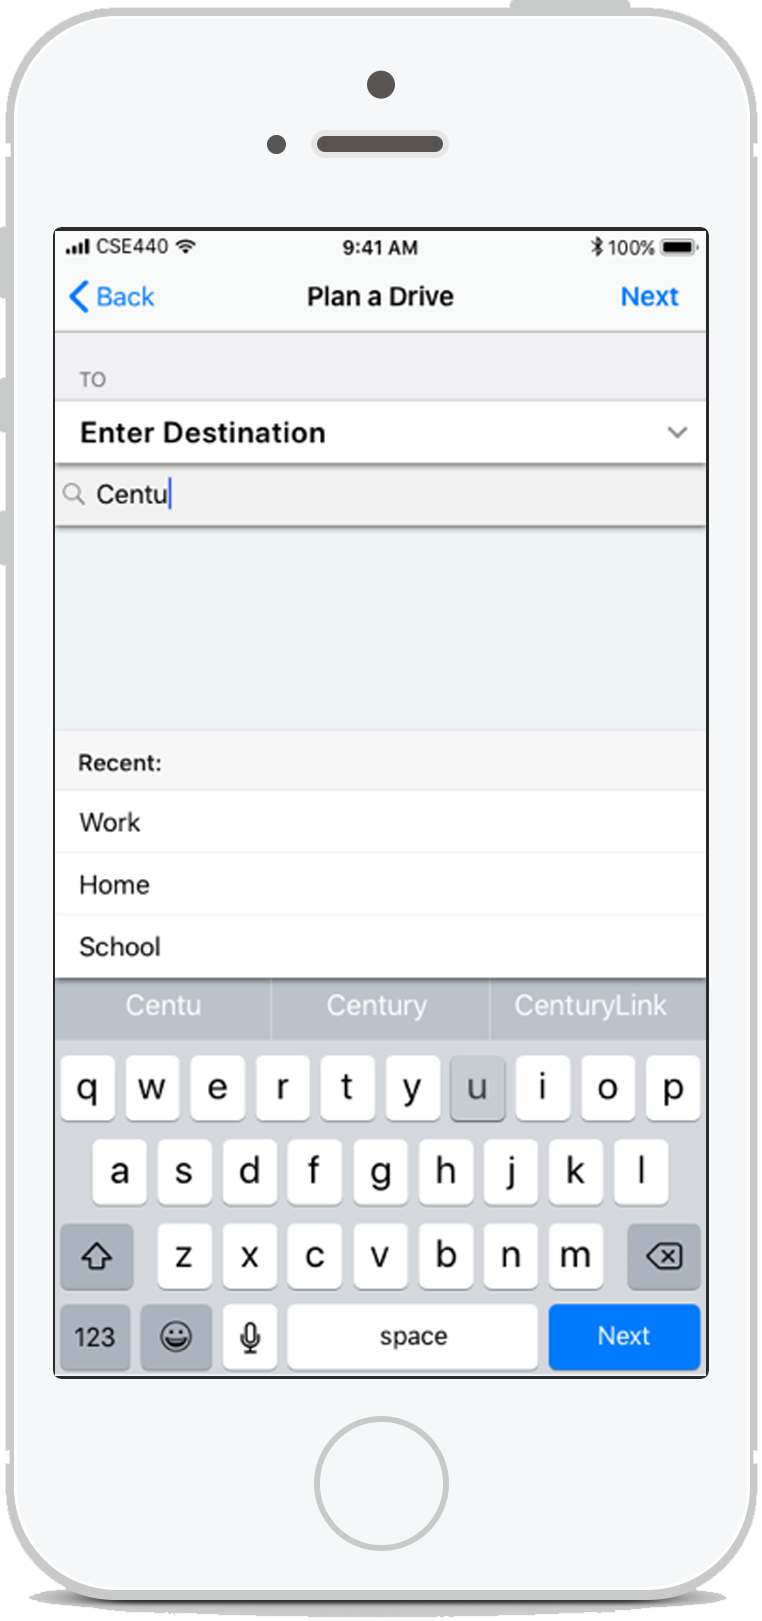 CSE440 9:41 AM 100%
Back Plan a Drive Next
TO
Enter Destination
Centu
Recent:
Work
Home
School
Centu Century CenturyLink
q w e r t y u i o p
a s d f g h j k l
z x c v b n m
123 space Next